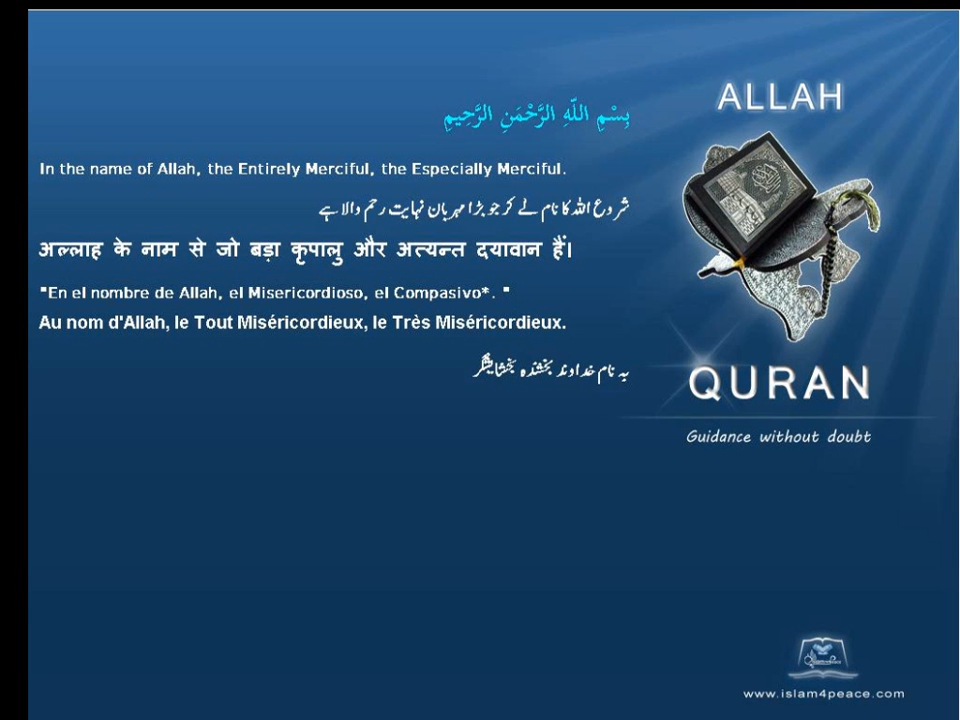 بِسْمِ اللَّهِ الرَّحْمَنِ الرَّحِيمِ
In the name of Allah, the Entirely Merciful, the Especially Merciful.
شروع الله کا نام لے کر جو بڑا مہربان نہایت رحم والا ہے
अल्लाह के नाम से जो बड़ा कृपालु और अत्यन्त दयावान हैं।
"En el nombre de Allah, el Misericordioso, el Compasivo*. "
Au nom d'Allah, le Tout Miséricordieux, le Très Miséricordieux.
به نام خداوند بخشنده بخشایشگر
ALLAH
QURAN
Guidance without doubt
www.islam4peace.com